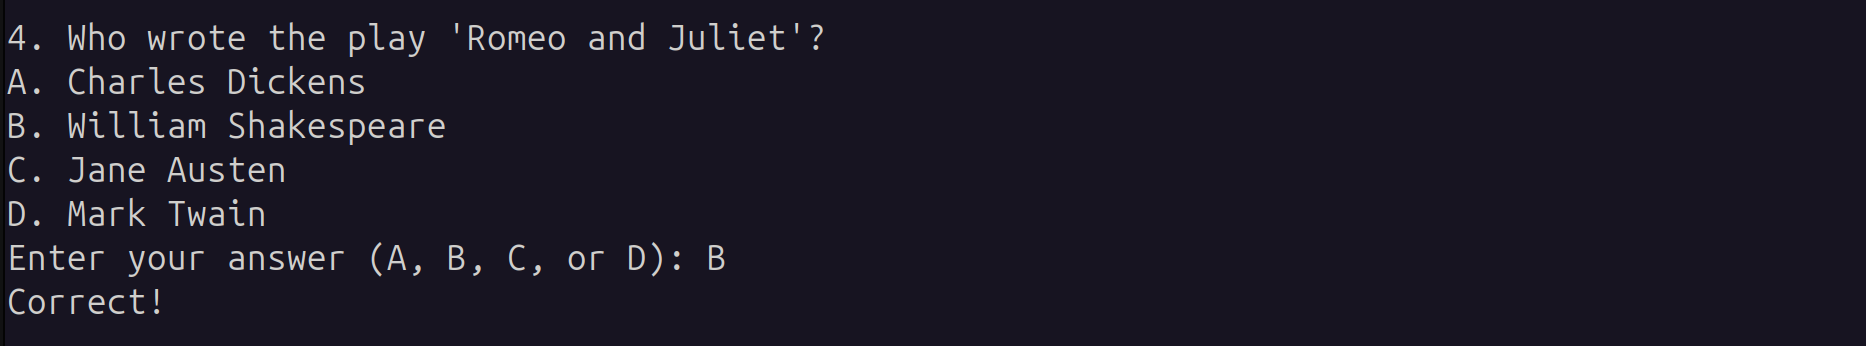 4. Who wrote the play 'Romeo and Juliet'?
A. Charles Dickens
B. William Shakespeare
C. Jane Austen
D. Mark Twain
Enter your answer (A, B, C, or D): B
Correct!